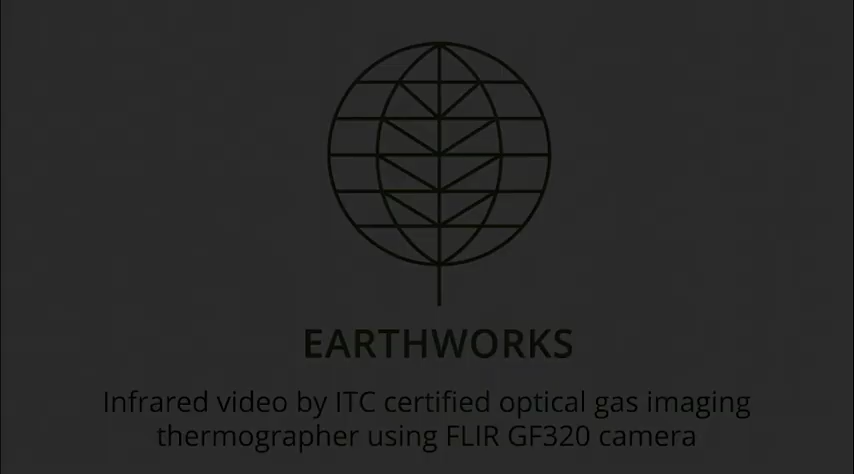 EARTHWORKS
Infrared video by ITC certified optical gas imaging
thermographer using FLIR GF320 camera